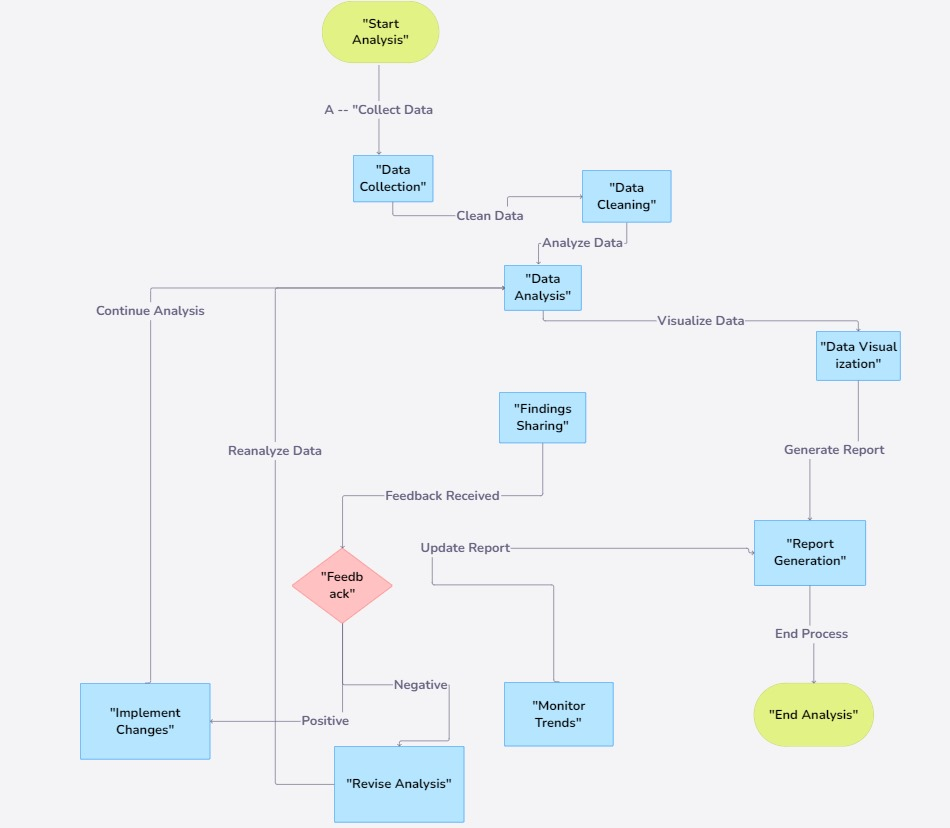 "Start
Analysis"
A -- "Collect Data
"Data
Collection"
"Data
Cleaning"
Clean Data
Analyze Data
"Data
Analysis"
Continue Analysis
Visualize Data
"Data Visual
ization"
"Findings
Sharing"
Reanalyze Data
Generate Report
Feedback Received
Update Report
"Report
Generation"
"Feedb
ack"
End Process
Negative
"Implement
Changes"
Positive
"Monitor
Trends"
"End Analysis"
"Revise Analysis"